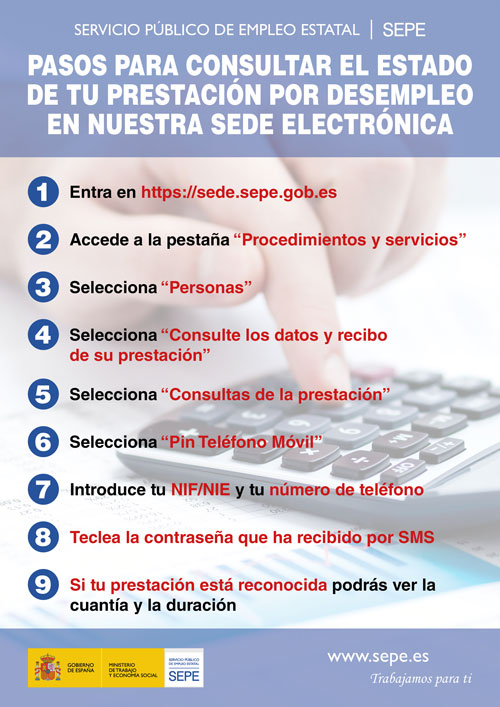 SERVICIO PÚBLICO DE EMPLEO ESTATAL | SEPE
PASOS PARA CONSULTAR EL ESTADO
DE TU PRESTACIÓN POR DESEMPLEO
EN NUESTRA SEDE ELECTRÓNICA
1 Entra en https://sede.sepe.gob.es
2 Accede a la pestaña “Procedimientos y servicios”
3 Selecciona “Personas”
4 Selecciona “Consulte los datos y recibo
de su prestación”
5 Selecciona “Consultas de la prestación”
6 Selecciona “Pin Teléfono Móvil”
7 Introduce tu NIF/NIE y tu número de teléfono
8 Teclea la contraseña que ha recibido por SMS
9 Si tu prestación está reconocida podrás ver la
cuantía y la duración
GOBIERNO
DE ESPAÑA
MINISTERIO
DE TRABAJO
Y ECONOMÍA SOCIAL
SERVICIO PÚBLICO
DE EMPLEO ESTATAL
SEPE
www.sepe.es
Trabajamos para ti